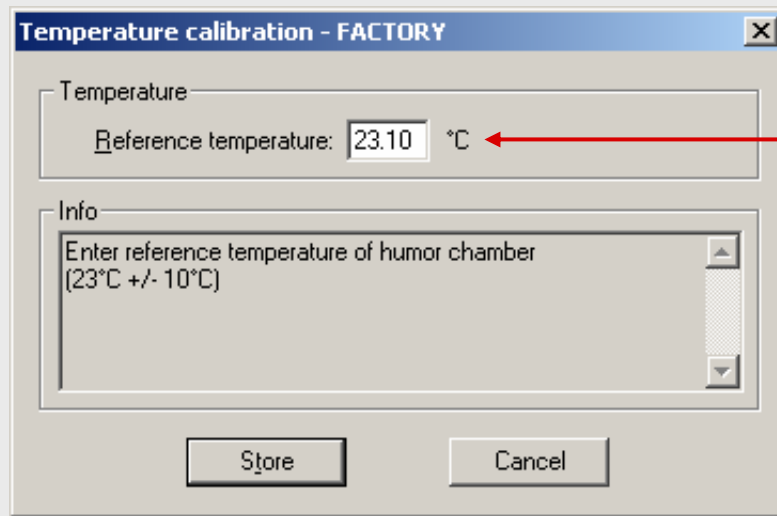 Temperature calibration - FACTORY
Temperature
Reference temperature: 23.10 °C
Info
Enter reference temperature of humor chamber
(23°C +/- 10°C)
Store
Cancel